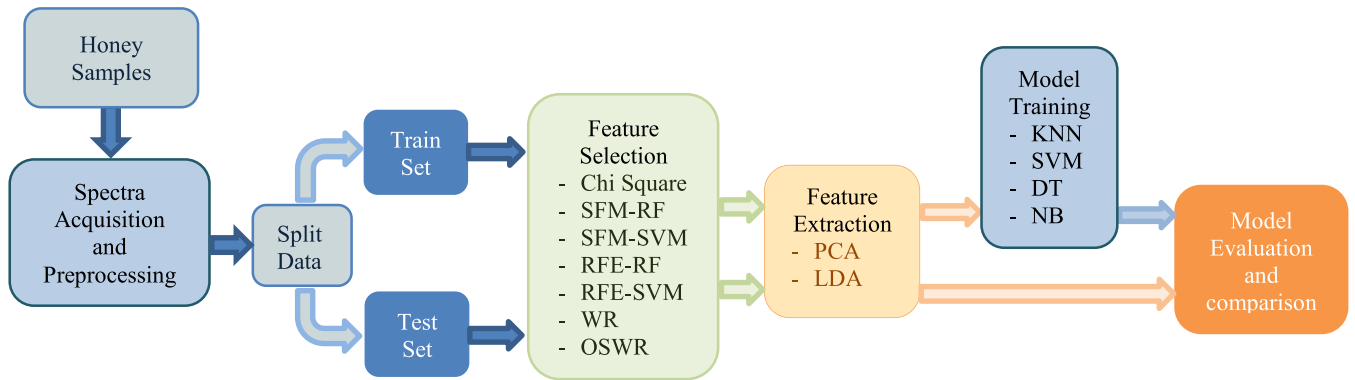 Honey
Samples
Spectra
Acquisition
and
Preprocessing
Split
Data
Train
Set
Test
Set
Feature
Selection
- Chi Square
- SFM-RF
- SFM-SVM
- RFE-RF
- RFE-SVM
- WR
- OSWR
Feature
Extraction
- PCA
- LDA
Model
Training
- KNN
- SVM
- DT
- NB
Model
Evaluation
and
comparison